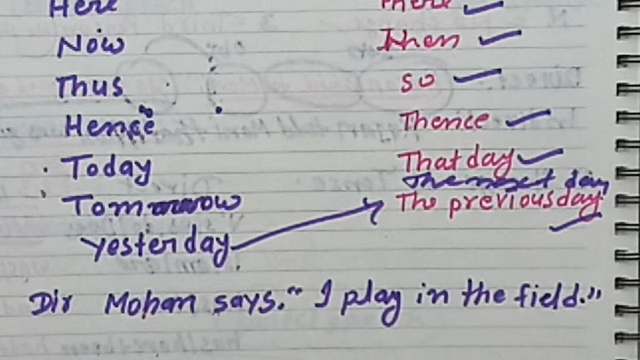 Here There
Now Then
Thus so
Hence Thence
Today That day
Tomorrow The next day
The previous day
yesterday
Dir Mohan says." I play in the field."